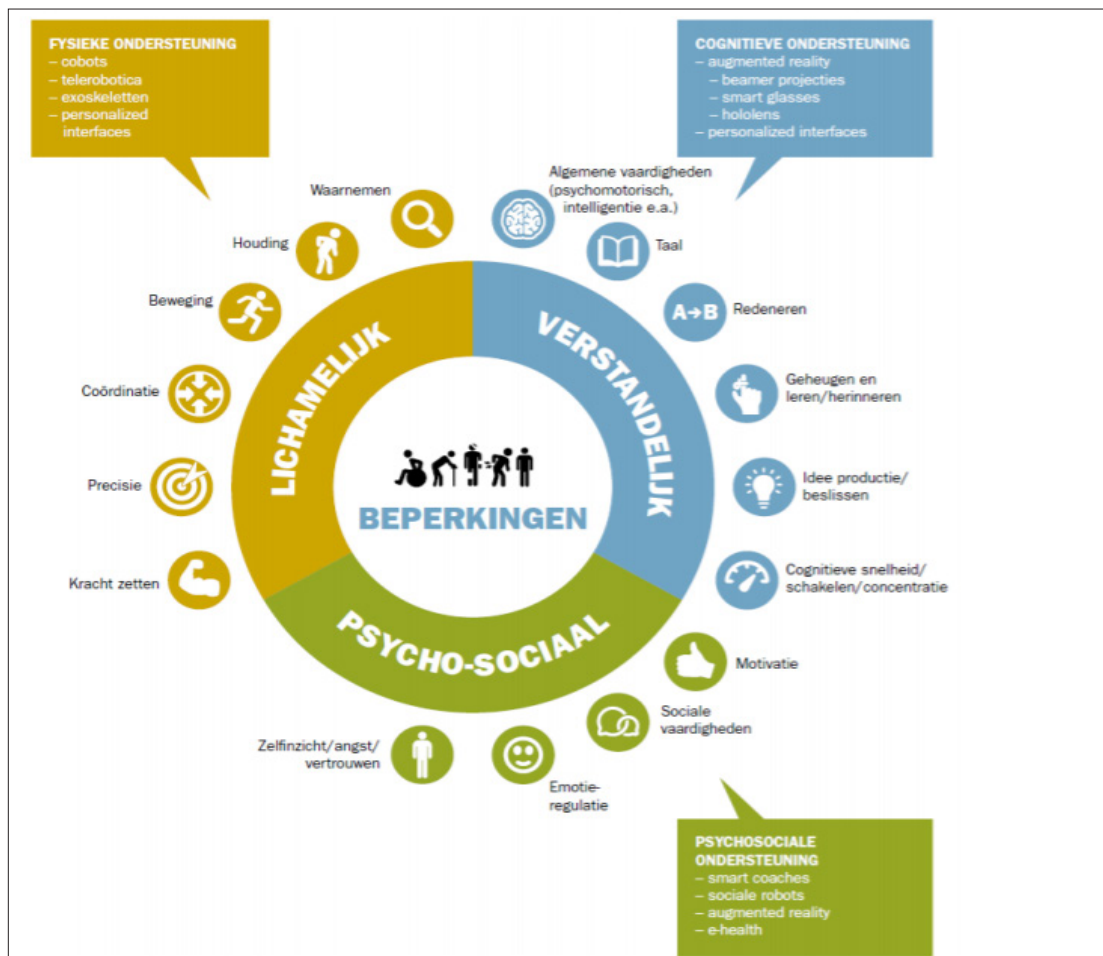 FYSIEKE ONDERSTEUNING
– cobots
– telerobotica
– exoskeletten
– personalized
interfaces
COGNITIEVE ONDERSTEUNING
– augmented reality
– beamer projecties
– smart glasses
– hololens
– personalized interfaces
Waarnemen
Houding
Beweging
Coördinatie
Precisie
Kracht zetten
Algemene vaardigheden
(psychomotorisch,
intelligentie e.a.)
Taal
A→B
Redeneren
Geheugen en
leren/herinneren
Idee productie/
beslissen
Cognitieve snelheid/
schakelen/concentratie
LICHAMELIJK
VERSTANDELIJK
PSYCHO-SOCIAAL
BEPERKINGEN
Motivatie
Sociale
vaardigheden
Emotie-
regulatie
Zelfinzicht/angst/
vertrouwen
PSYCHOSOCIALE
ONDERSTEUNING
– smart coaches
– sociale robots
– augmented reality
– e-health